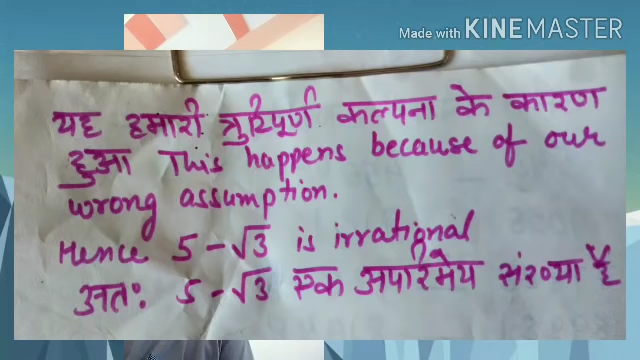 Made with KINEMASTER
यह हमारी त्रुटिपूर्ण कल्पना के कारण
हुआ This happens because of our
wrong assumption.
Hence 5-√3 is irrational
अतः 5-√3 एक अपरिमेय संख्या है